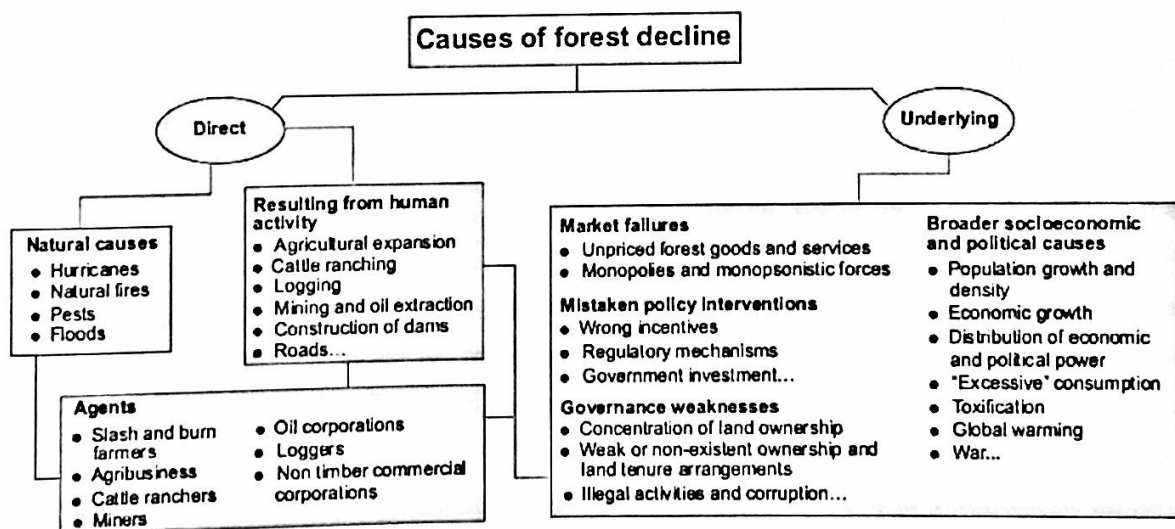 Causes of forest decline
Direct
Underlying
Natural causes
• Hurricanes
• Natural fires
• Pests
• Floods
Resulting from human
activity
• Agricultural expansion
• Cattle ranching
• Logging
• Mining and oil extraction
• Construction of dams
• Roads...
Agents
• Slash and burn
farmers
• Agribusiness
• Cattle ranchers
• Miners
• Oil corporations
• Loggers
• Non timber commercial
corporations
Market failures
• Unpriced forest goods and services
• Monopolies and monopsonistic forces
Mistaken policy interventions
• Wrong incentives
• Regulatory mechanisms
• Government investment...
Governance weaknesses
• Concentration of land ownership
• Weak or non-existent ownership and
land tenure arrangements
• Illegal activities and corruption...
Broader socioeconomic
and political causes
• Population growth and
density
• Economic growth
• Distribution of economic
and political power
• "Excessive" consumption
• Toxification
• Global warming
• War...